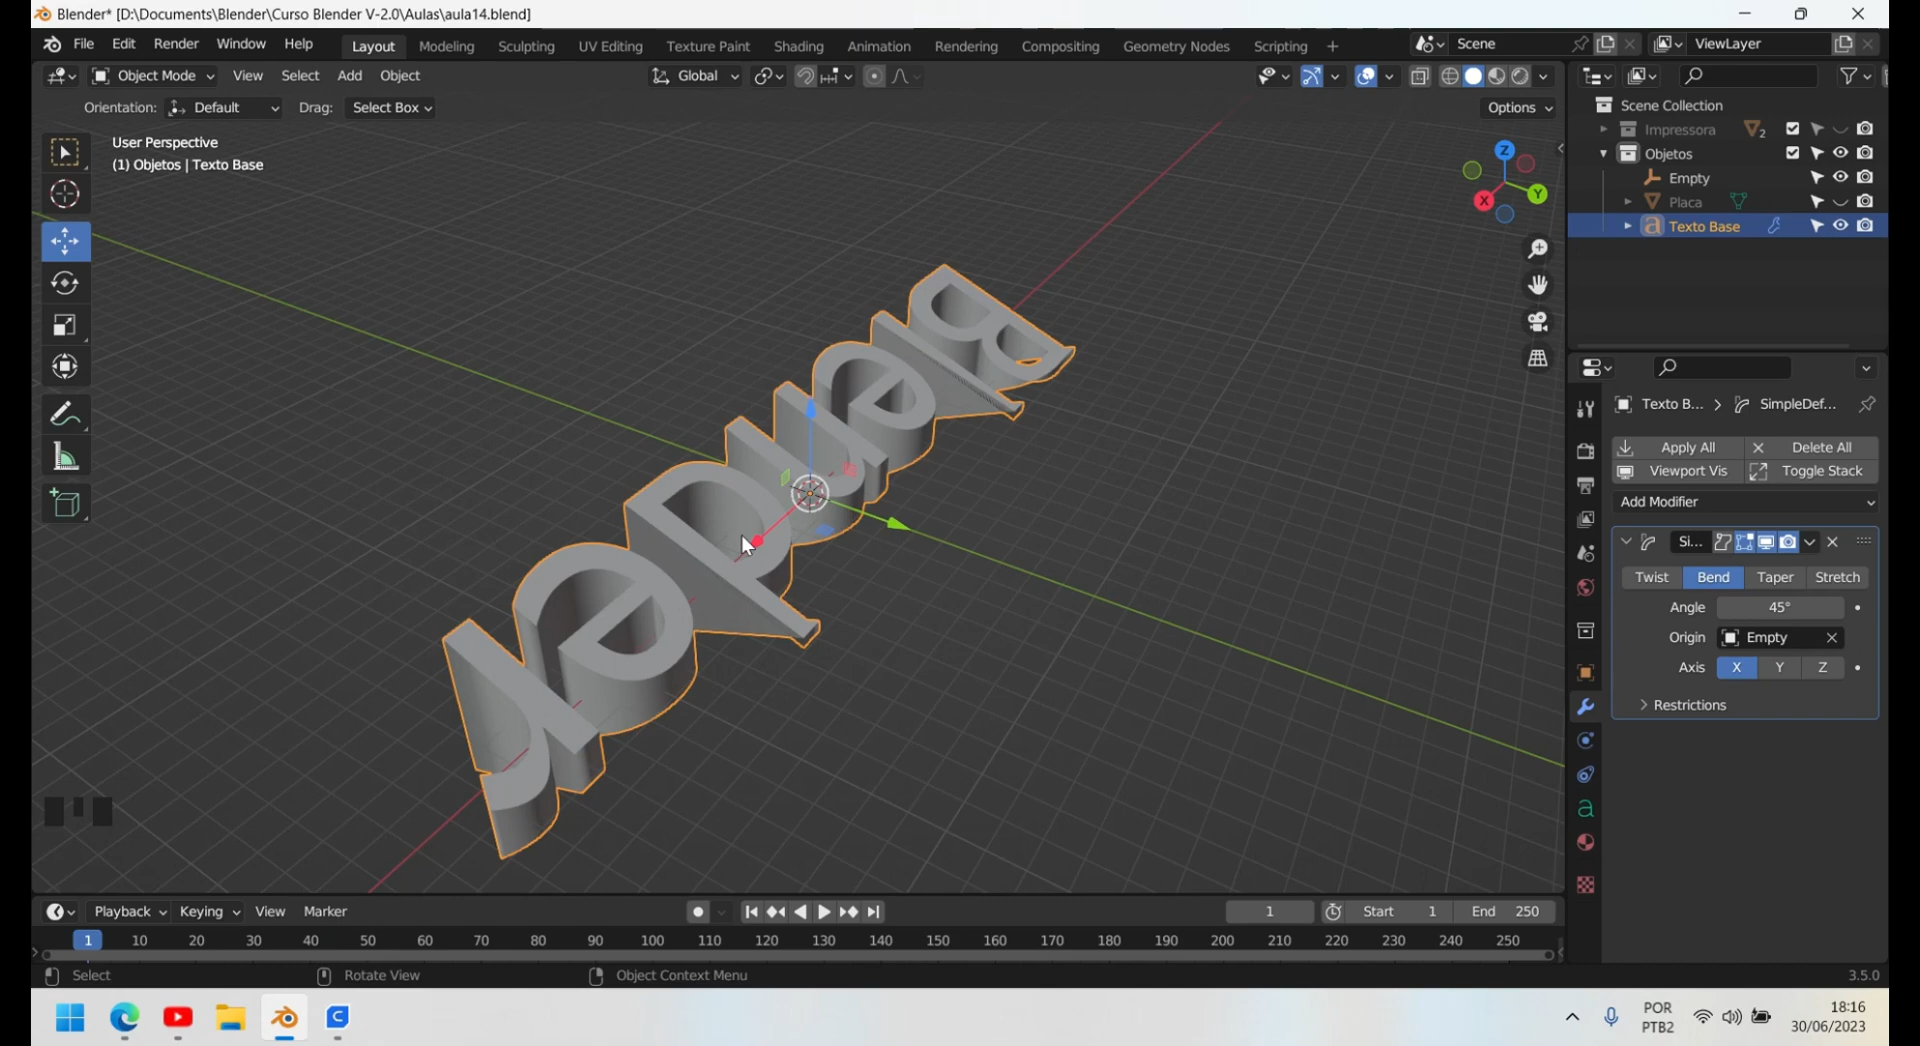 Blender* [D:\Documents\Blender\Curso Blender V-2.0\Aulas\aula14.blend]
File Edit Render Window Help Layout Modeling Sculpting UV Editing Texture Paint Shading Animation Rendering Compositing Geometry Nodes Scripting + Scene ViewLayer
Object Mode View Select Add Object Global
Orientation: Default Drag: Select Box Options
User Perspective
(1) Objetos | Texto Base
Scene Collection
Impressora 2
Objetos
Empty
Placa
Texto Base
Z
Y
X
Blender
Texto B... > SimpleDef...
Apply All Delete All
Viewport Vis Toggle Stack
Add Modifier
Si...
Twist Bend Taper Stretch
Angle 45°
Origin Empty
Axis X Y Z
Restrictions
Playback Keying View Marker 1 Start 1 End 250
1 10 20 30 40 50 60 70 80 90 100 110 120 130 140 150 160 170 180 190 200 210 220 230 240 250
Select Rotate View Object Context Menu 3.5.0
POR 18:16
PTB2 30/06/2023